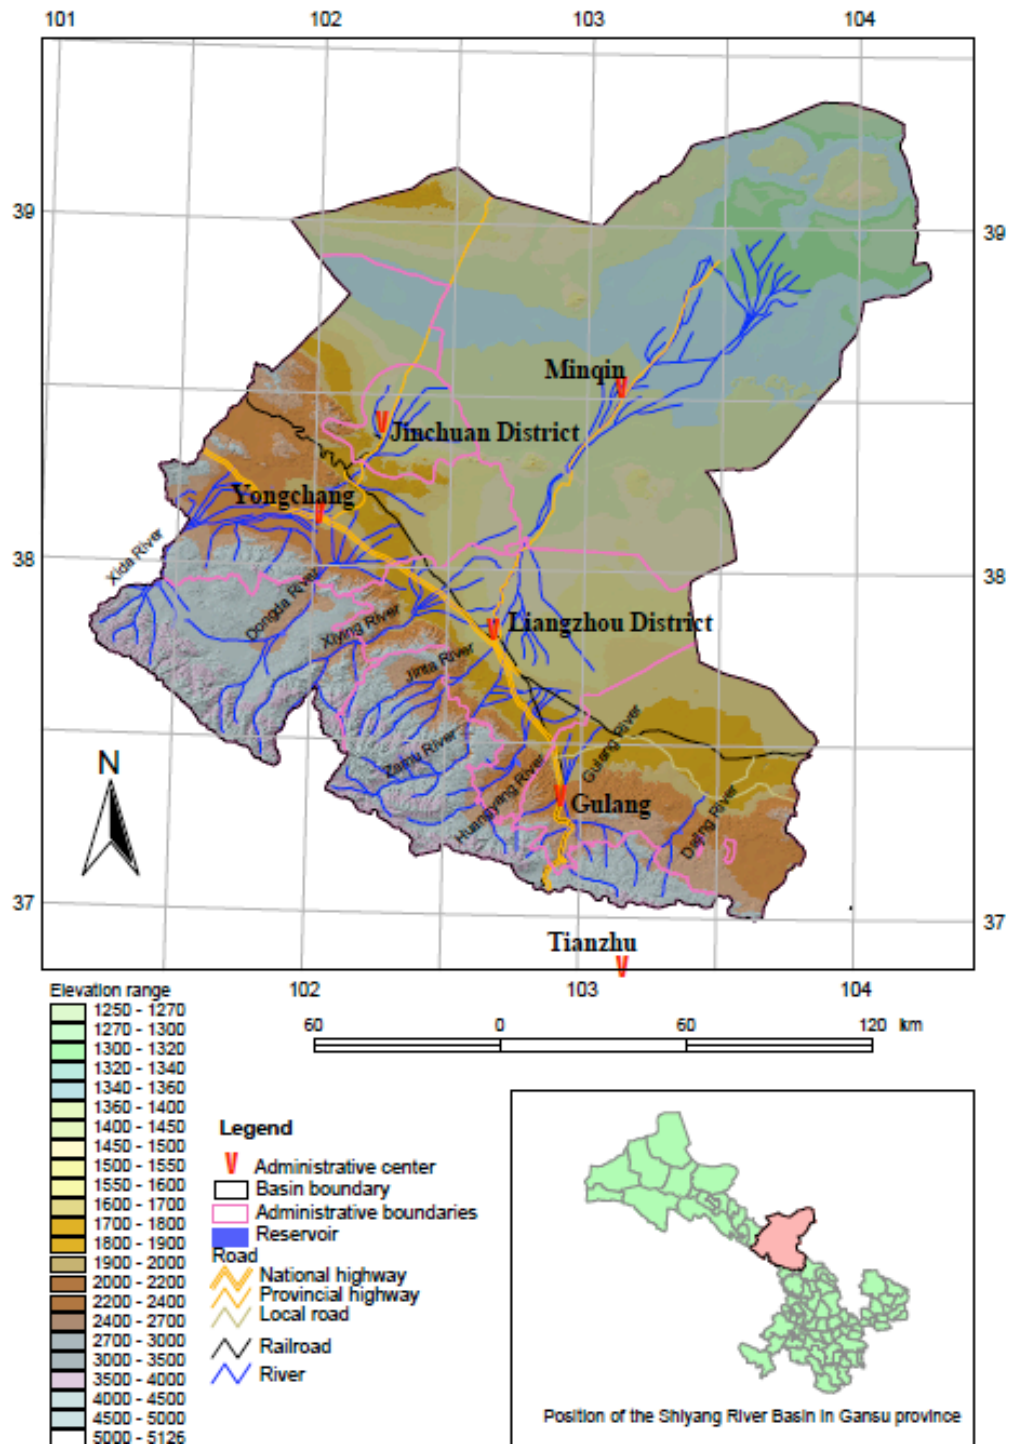 101 102 103 104
39
39
Minqin
Jinchuan District
Yongchang
Xida River
38
38
Dongda River
Xiying River
Liangzhou District
Jinta River
Zamu River
Gulang River
N
Huangyang River
Gulang
Dajing River
37
37
Tianzhu
102 103 104
Elevation range
1250 - 1270
1270 - 1300
1300 - 1320
1320 - 1340
1340 - 1360
1360 - 1400
1400 - 1450
1450 - 1500
1500 - 1550
1550 - 1600
1600 - 1700
1700 - 1800
1800 - 1900
1900 - 2000
2000 - 2200
2200 - 2400
2400 - 2700
2700 - 3000
3000 - 3500
3500 - 4000
4000 - 4500
4500 - 5000
5000 - 5126
60 0 60 120 km
Legend
Administrative center
Basin boundary
Administrative boundaries
Reservoir
Road
National highway
Provincial highway
Local road
Railroad
River
Position of the Shiyang River Basin in Gansu province